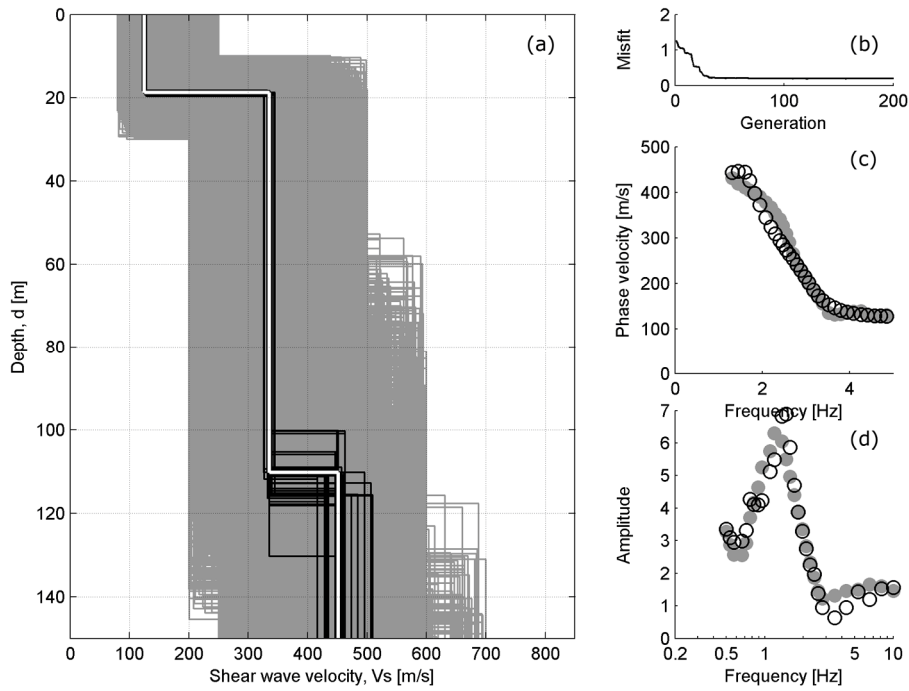 (a)
0
20
40
60
80
100
120
140
Depth, d [m]
0 100 200 300 400 500 600 700 800
Shear wave velocity, Vs [m/s]
(b)
2
1
0
Misfit
0 100 200
Generation
(c)
500
400
300
200
100
0
Phase velocity [m/s]
0 2 4
Frequency [Hz]
(d)
7
6
5
4
3
2
1
0
Amplitude
0.2 0.5 1 2 5 10
Frequency [Hz]